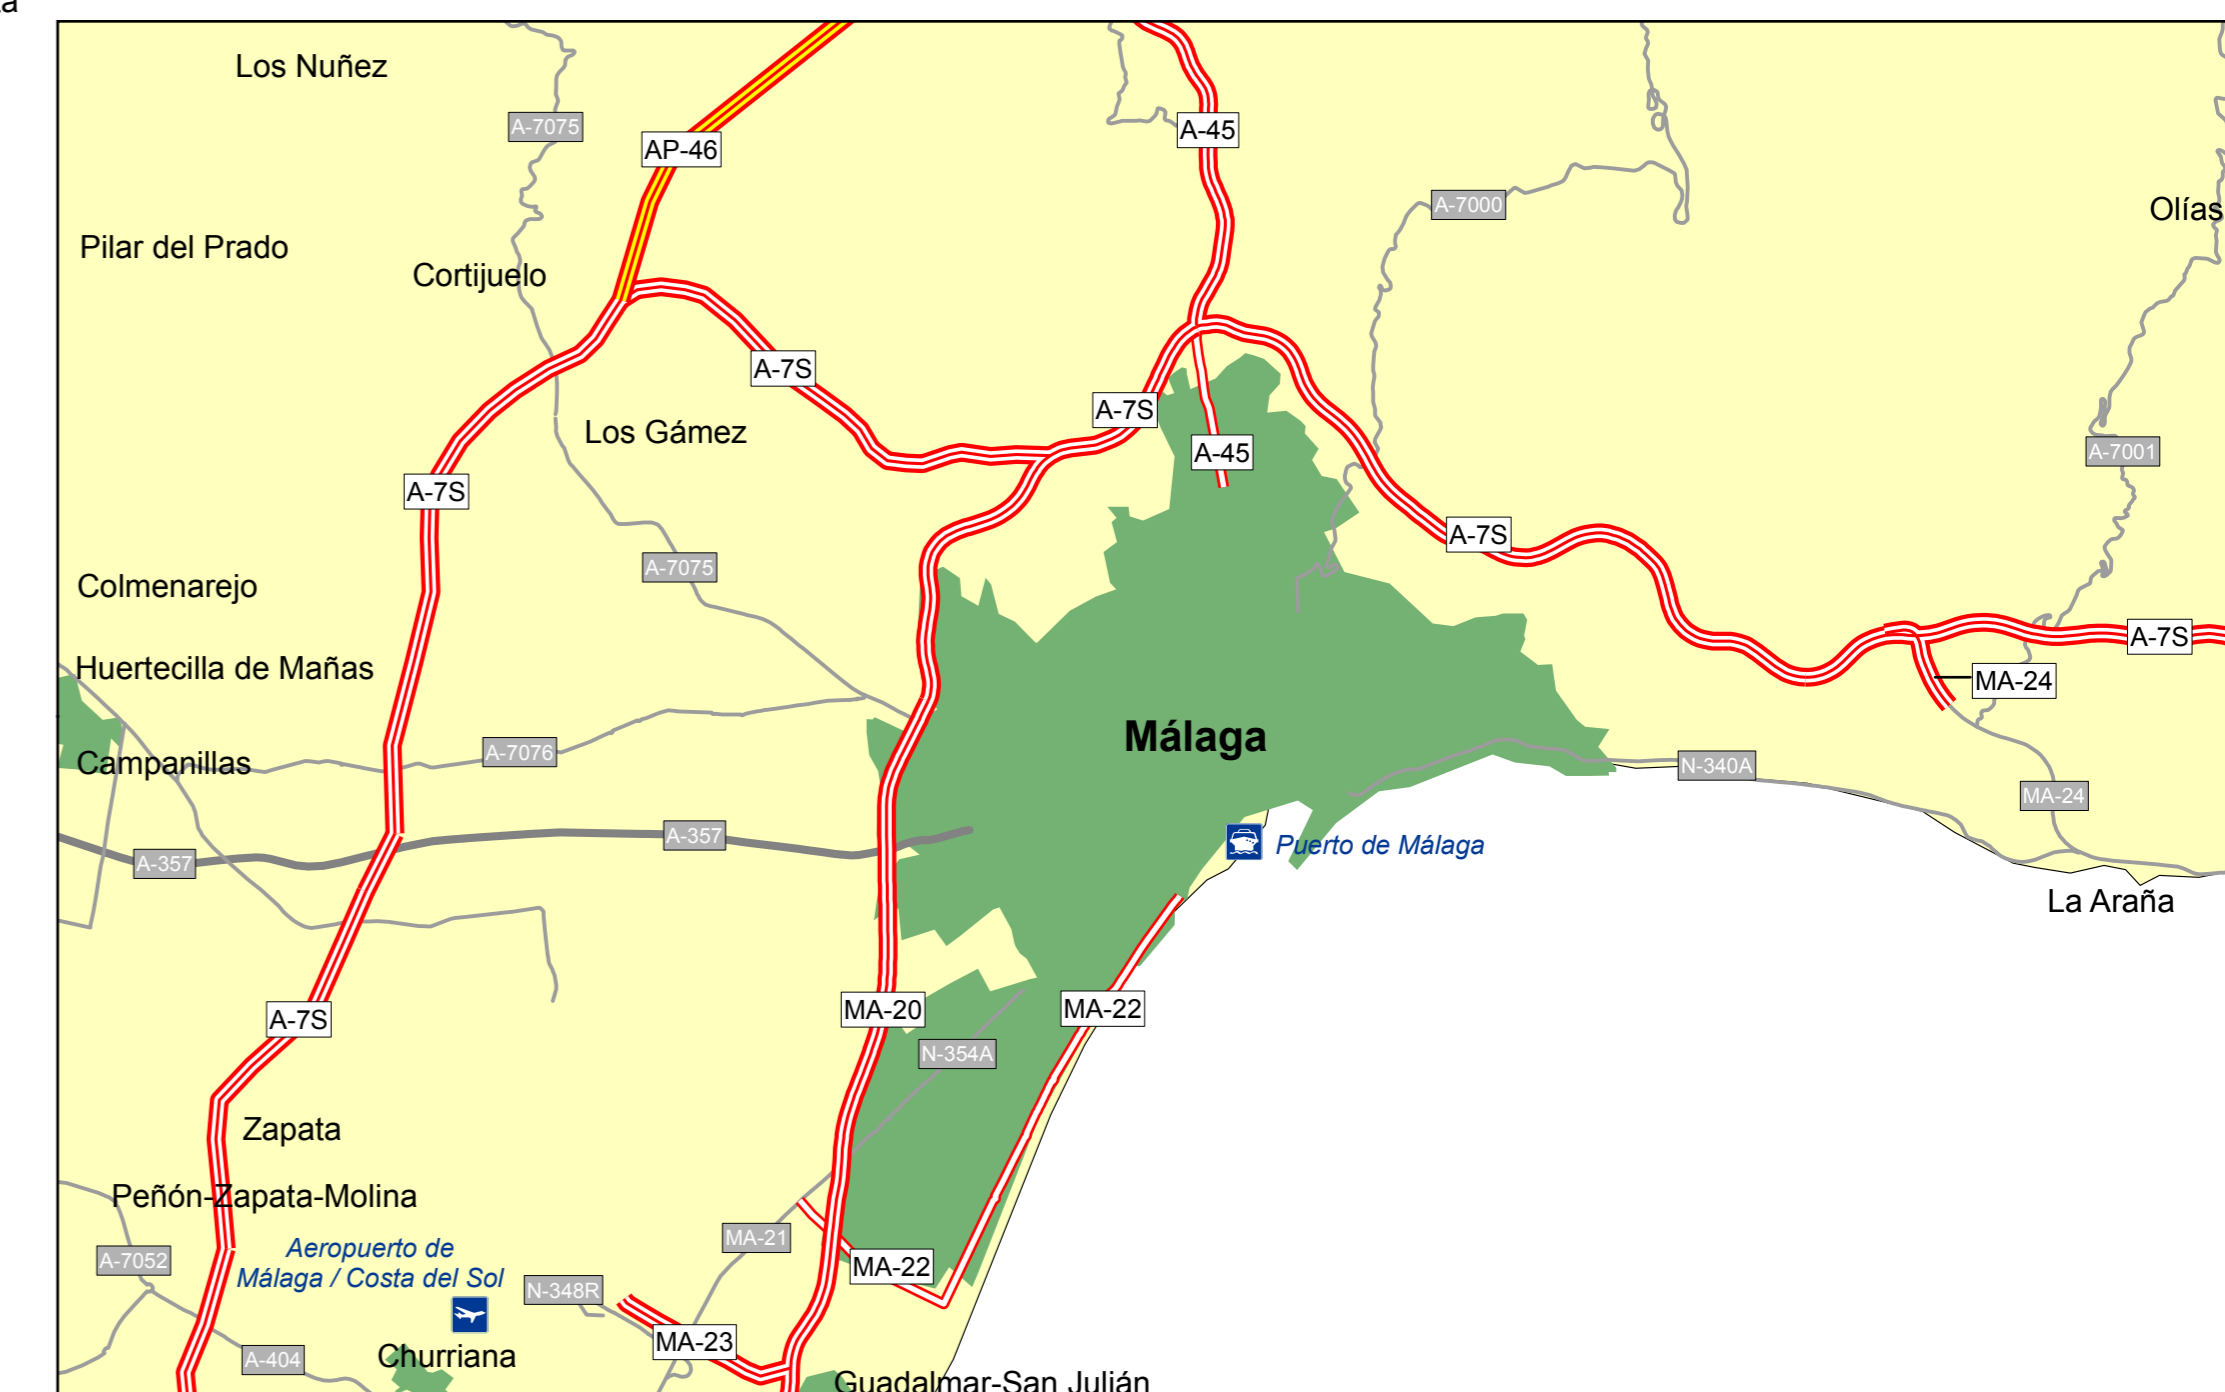 Los Nuñez
A-7075
AP-46
A-45
A-7000
Olías
Pilar del Prado
Cortijuelo
A-7S
A-7S
Los Gámez
A-45
A-7001
A-7S
A-7S
A-7075
Colmenarejo
A-7S
Huertecilla de Mañas
MA-24
Málaga
A-7076
Campanillas
N-340A
MA-24
A-357
A-357
Puerto de Málaga
La Araña
A-7S
MA-20
MA-22
N-354A
Zapata
Peñón-Zapata-Molina
MA-21
Aeropuerto de
Málaga / Costa del Sol
A-7052
MA-22
N-348R
MA-23
Churriana
A-404
Guadalmar-San Julián